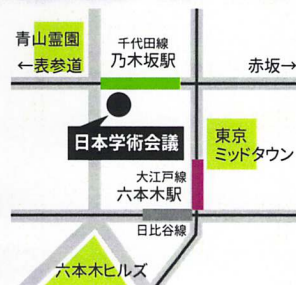 青山霊園
←表参道
千代田線
乃木坂駅
赤坂→
日本学術会議
東京
ミッドタウン
大江戸線
六本木駅
日比谷線
六本木ヒルズ